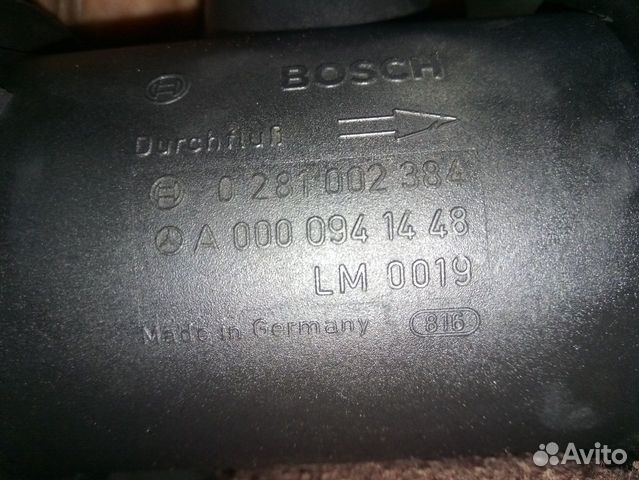 BOSCH
Durchfluß
0 281 002 384
A 000 094 14 48
LM 0019
Made in Germany 816
Avito